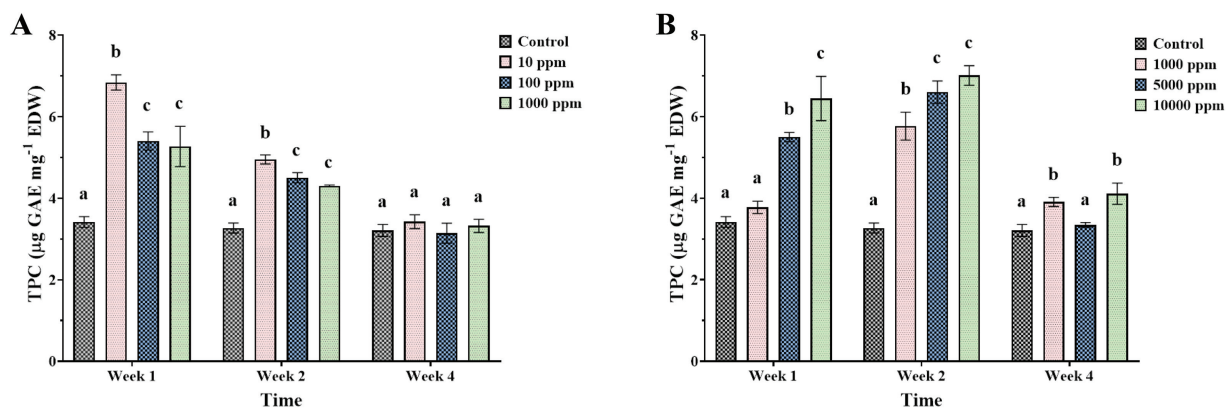 A
TPC (µg GAE mg⁻¹ EDW)
8
6
4
2
0
b
c
c
a
b
c
c
a
a
a
a
a
Week 1
Week 2
Week 4
Time
Control
10 ppm
100 ppm
1000 ppm
B
TPC (µg GAE mg⁻¹ EDW)
8
6
4
2
0
a
a
b
c
a
b
c
c
a
b
a
b
Week 1
Week 2
Week 4
Time
Control
1000 ppm
5000 ppm
10000 ppm